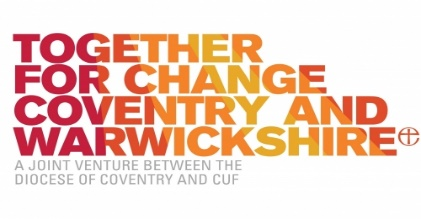 TOGETHER
FOR CHANGE
COVENTRY AND
WARWICKSHIRE
A JOINT VENTURE BETWEEN THE
DIOCESE OF COVENTRY AND CUF